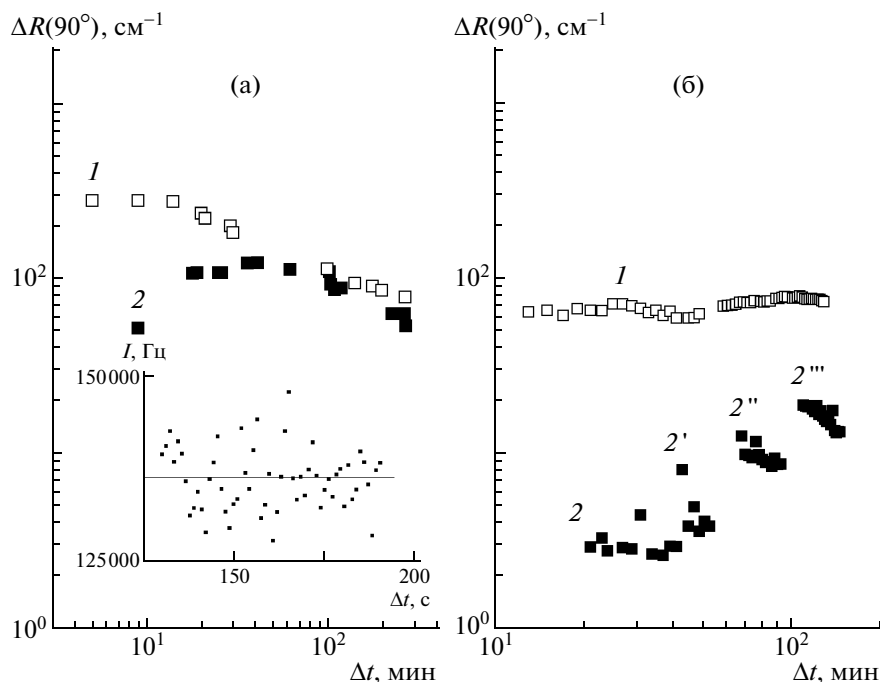 ΔR(90°), см⁻¹
(а)
1
10²
2
I, Гц
150000
125000
150
200
Δt, с
10⁰
10¹
10²
Δt, мин
ΔR(90°), см⁻¹
(б)
1
10²
2'''
2''
2'
2
10⁰
10¹
10²
Δt, мин